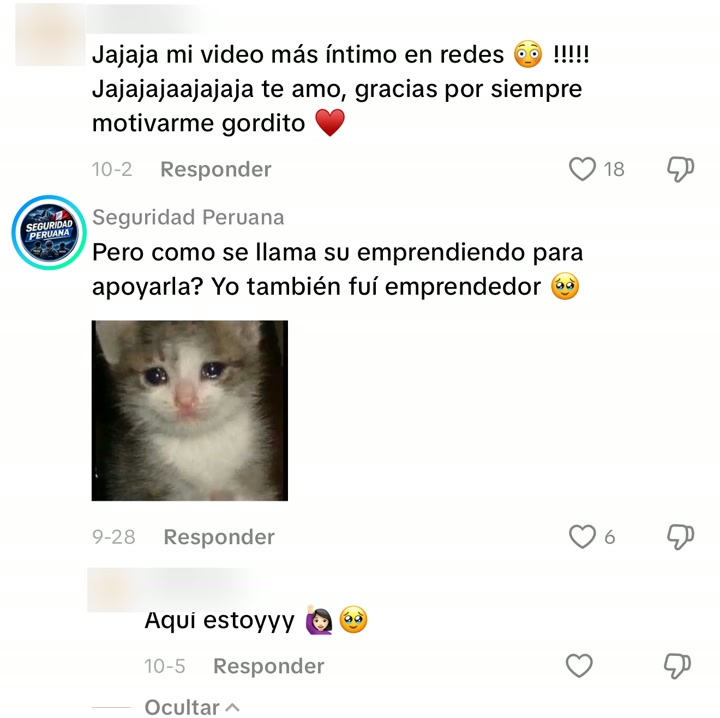 Jajaja mi video más íntimo en redes 😳 !!!!!
Jajajajaajajaja te amo, gracias por siempre
motivarme gordito ♥️
10-2 Responder 18
SEGURIDAD
PERUANA
Seguridad Peruana
Pero como se llama su emprendiendo para
apoyarla? Yo también fuí emprendedor 🥹
9-28 Responder 6
Aquí estoyyy 🙋🏻‍♀️🥹
10-5 Responder
Ocultar